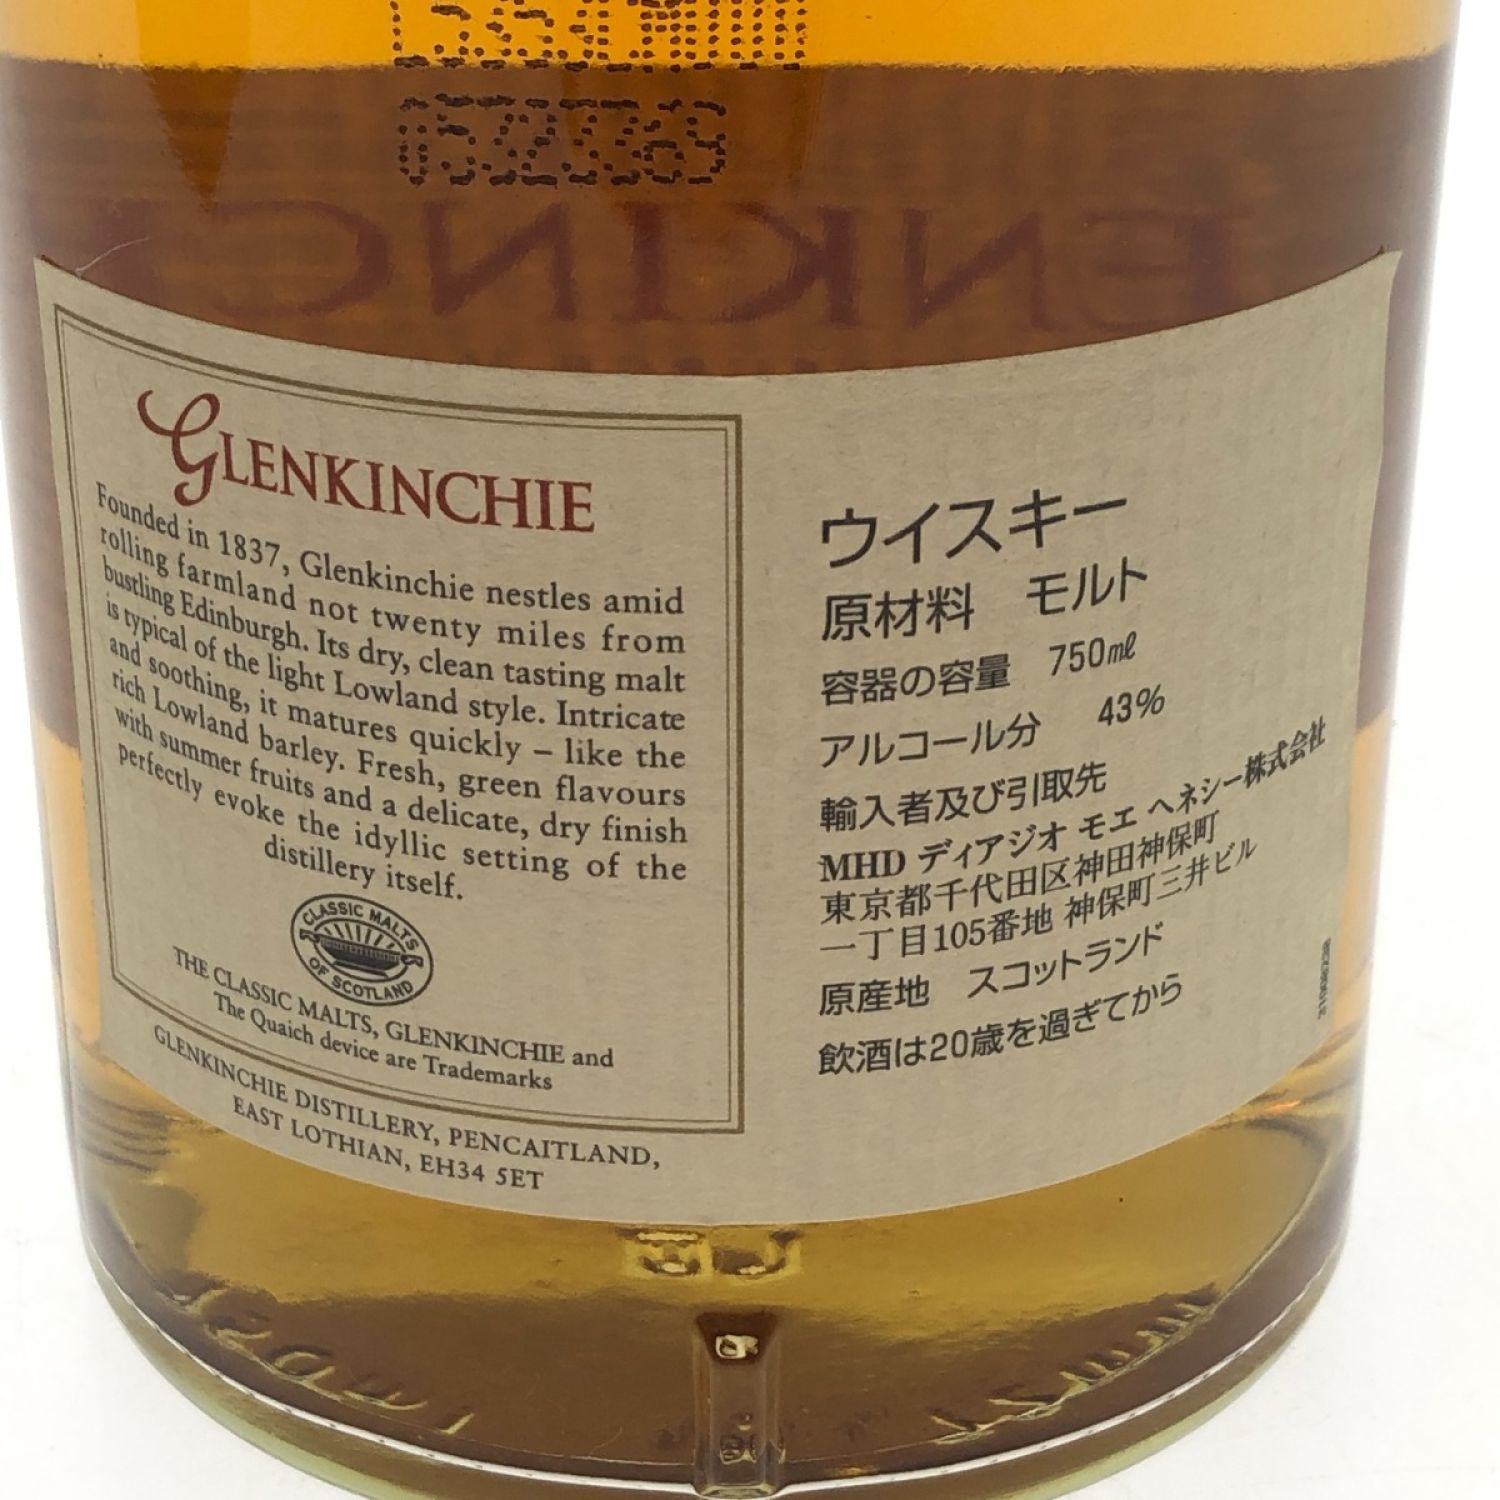 GLENKINCHIE
Founded in 1837, Glenkinchie nestles amid
rolling farmland not twenty miles from
bustling Edinburgh. Its dry, clean tasting malt
is typical of the light Lowland style. Intricate
and soothing, it matures quickly – like the
rich Lowland barley. Fresh, green flavours
with summer fruits and a delicate, dry finish
perfectly evoke the idyllic setting of the
distillery itself.
CLASSIC MALTS
OF SCOTLAND
THE CLASSIC MALTS, GLENKINCHIE and
The Quaich device are Trademarks
GLENKINCHIE DISTILLERY, PENCAITLAND,
EAST LOTHIAN, EH34 5ET
ウイスキー
原材料 モルト
容器の容量 750㎖
アルコール分 43%
輸入者及び引取先
MHD ディアジオ モエ ヘネシー株式会社
東京都千代田区神田神保町
一丁目105番地 神保町三井ビル
原産地 スコットランド
飲酒は20歳を過ぎてから